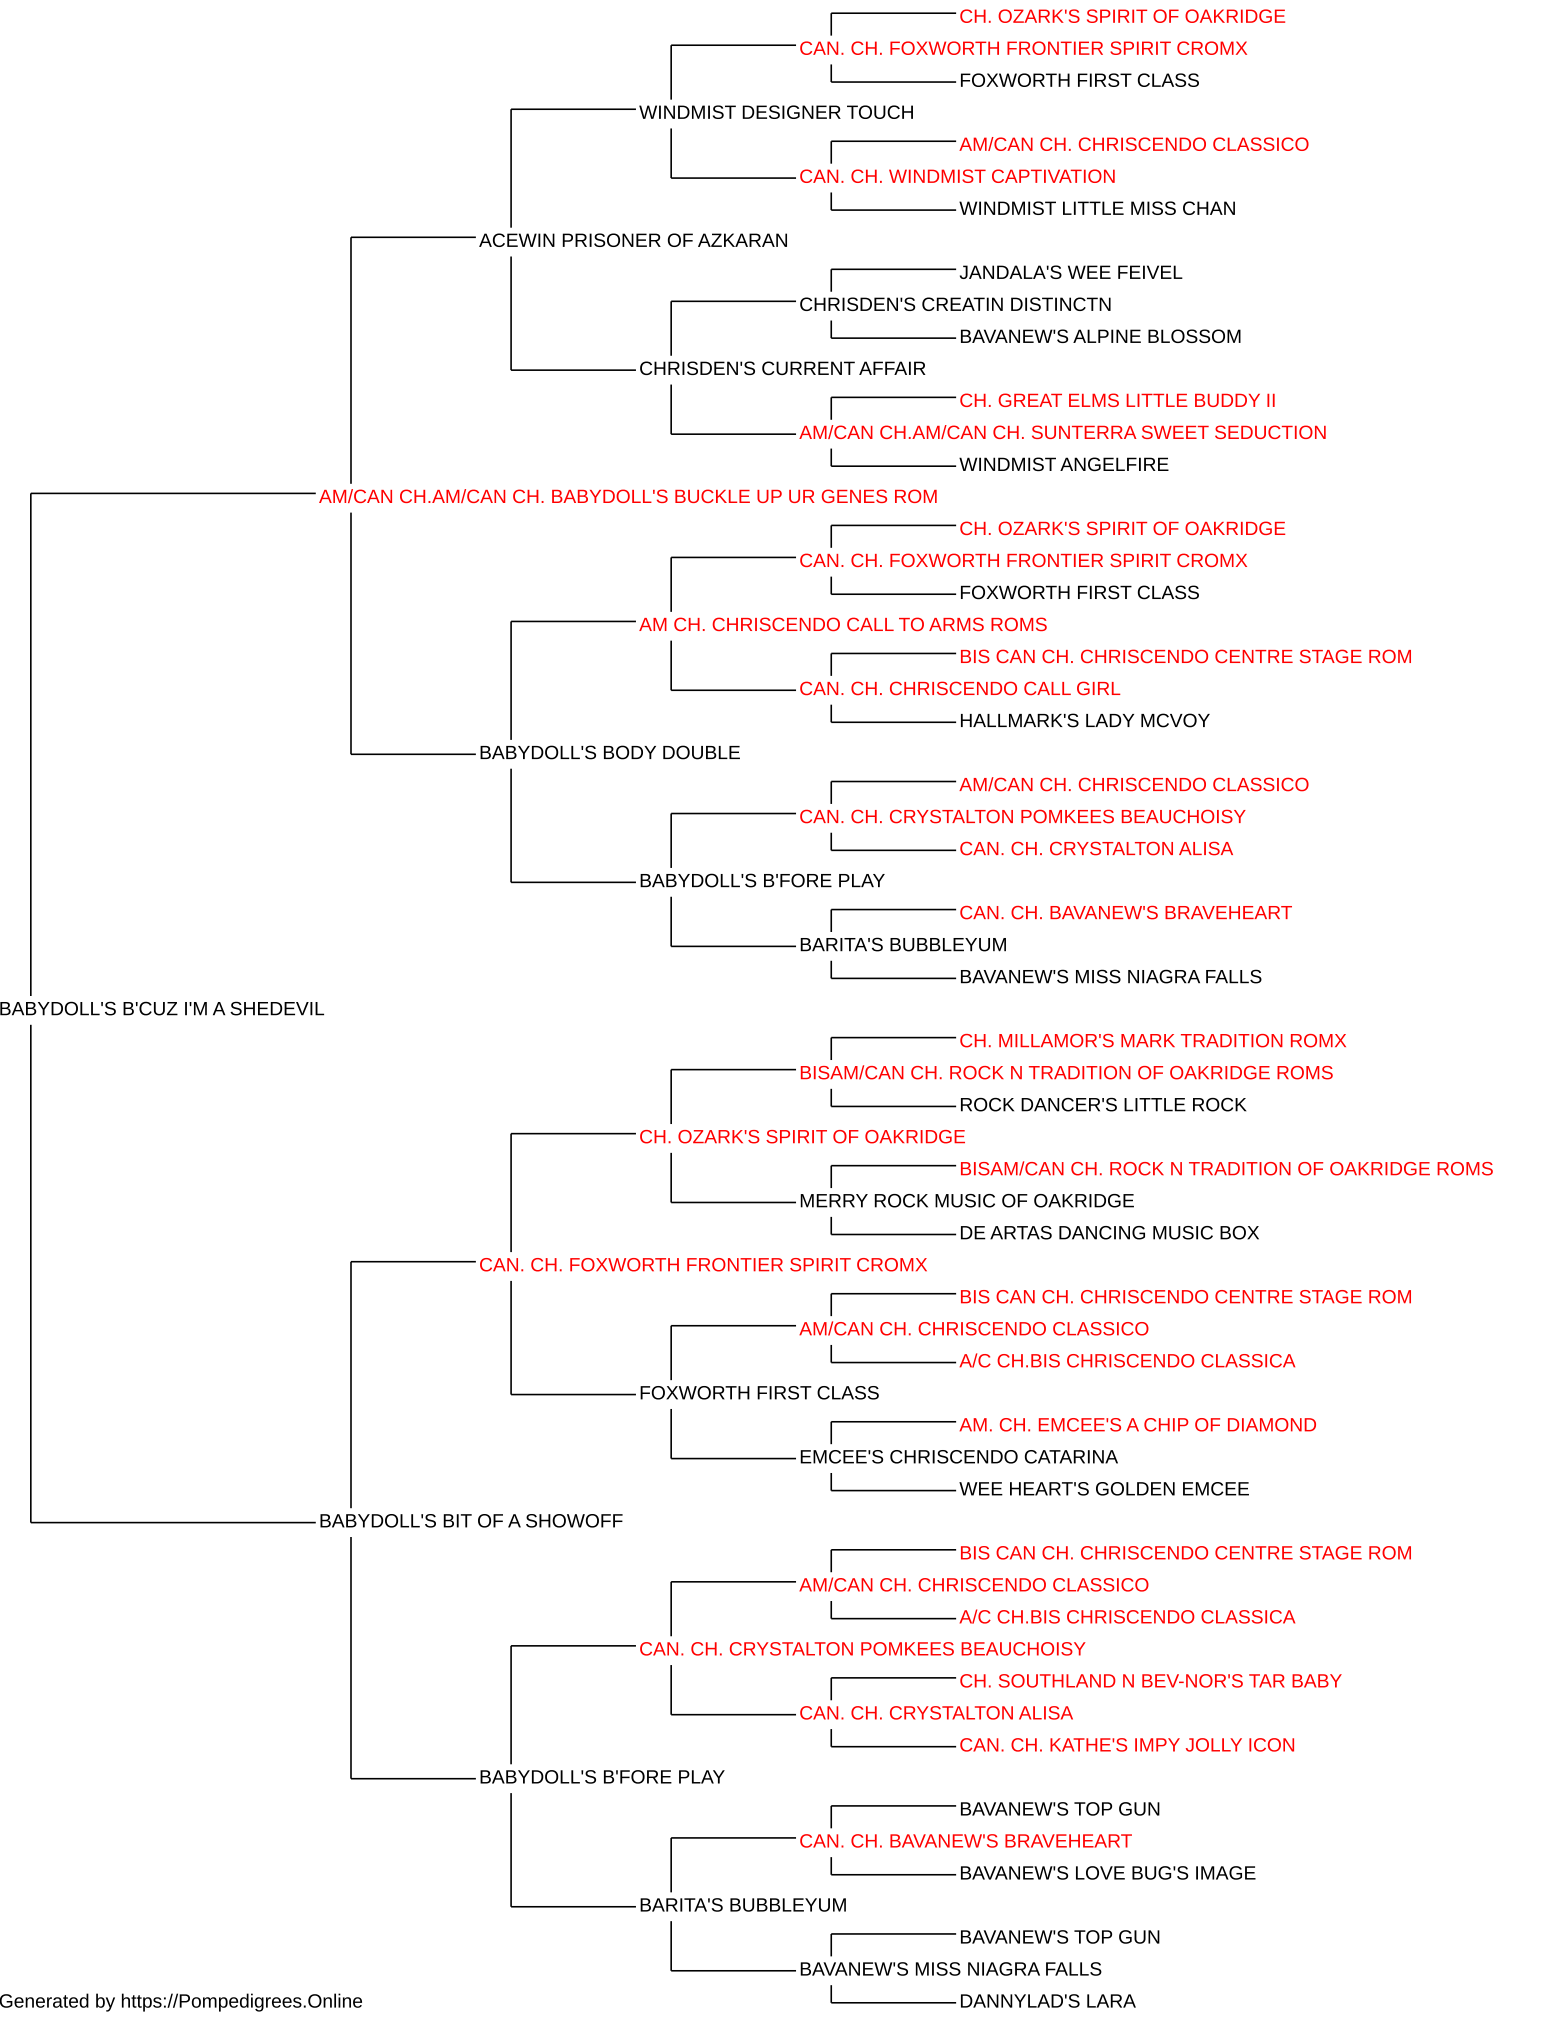 CH. OZARK'S SPIRIT OF OAKRIDGE
CAN. CH. FOXWORTH FRONTIER SPIRIT CROMX
FOXWORTH FIRST CLASS
WINDMIST DESIGNER TOUCH
AM/CAN CH. CHRISCENDO CLASSICO
CAN. CH. WINDMIST CAPTIVATION
WINDMIST LITTLE MISS CHAN
ACEWIN PRISONER OF AZKARAN
JANDALA'S WEE FEIVEL
CHRISDEN'S CREATIN DISTINCTN
BAVANEW'S ALPINE BLOSSOM
CHRISDEN'S CURRENT AFFAIR
CH. GREAT ELMS LITTLE BUDDY II
AM/CAN CH.AM/CAN CH. SUNTERRA SWEET SEDUCTION
WINDMIST ANGELFIRE
AM/CAN CH.AM/CAN CH. BABYDOLL'S BUCKLE UP UR GENES ROM
CH. OZARK'S SPIRIT OF OAKRIDGE
CAN. CH. FOXWORTH FRONTIER SPIRIT CROMX
FOXWORTH FIRST CLASS
AM CH. CHRISCENDO CALL TO ARMS ROMS
BIS CAN CH. CHRISCENDO CENTRE STAGE ROM
CAN. CH. CHRISCENDO CALL GIRL
HALLMARK'S LADY MCVOY
BABYDOLL'S BODY DOUBLE
AM/CAN CH. CHRISCENDO CLASSICO
CAN. CH. CRYSTALTON POMKEES BEAUCHOISY
CAN. CH. CRYSTALTON ALISA
BABYDOLL'S B'FORE PLAY
CAN. CH. BAVANEW'S BRAVEHEART
BARITA'S BUBBLEYUM
BAVANEW'S MISS NIAGRA FALLS
BABYDOLL'S B'CUZ I'M A SHEDEVIL
CH. MILLAMOR'S MARK TRADITION ROMX
BISAM/CAN CH. ROCK N TRADITION OF OAKRIDGE ROMS
ROCK DANCER'S LITTLE ROCK
CH. OZARK'S SPIRIT OF OAKRIDGE
BISAM/CAN CH. ROCK N TRADITION OF OAKRIDGE ROMS
MERRY ROCK MUSIC OF OAKRIDGE
DE ARTAS DANCING MUSIC BOX
CAN. CH. FOXWORTH FRONTIER SPIRIT CROMX
BIS CAN CH. CHRISCENDO CENTRE STAGE ROM
AM/CAN CH. CHRISCENDO CLASSICO
A/C CH.BIS CHRISCENDO CLASSICA
FOXWORTH FIRST CLASS
AM. CH. EMCEE'S A CHIP OF DIAMOND
EMCEE'S CHRISCENDO CATARINA
WEE HEART'S GOLDEN EMCEE
BABYDOLL'S BIT OF A SHOWOFF
BIS CAN CH. CHRISCENDO CENTRE STAGE ROM
AM/CAN CH. CHRISCENDO CLASSICO
A/C CH.BIS CHRISCENDO CLASSICA
CAN. CH. CRYSTALTON POMKEES BEAUCHOISY
CH. SOUTHLAND N BEV-NOR'S TAR BABY
CAN. CH. CRYSTALTON ALISA
CAN. CH. KATHE'S IMPY JOLLY ICON
BABYDOLL'S B'FORE PLAY
BAVANEW'S TOP GUN
CAN. CH. BAVANEW'S BRAVEHEART
BAVANEW'S LOVE BUG'S IMAGE
BARITA'S BUBBLEYUM
BAVANEW'S TOP GUN
BAVANEW'S MISS NIAGRA FALLS
DANNYLAD'S LARA
Generated by https://Pompedigrees.Online